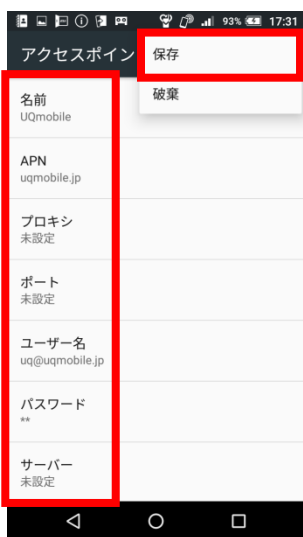 93% 17:31
アクセスポイン
保存
破棄
名前
UQmobile
APN
uqmobile.jp
プロキシ
未設定
ポート
未設定
ユーザー名
uq@uqmobile.jp
パスワード
**
サーバー
未設定